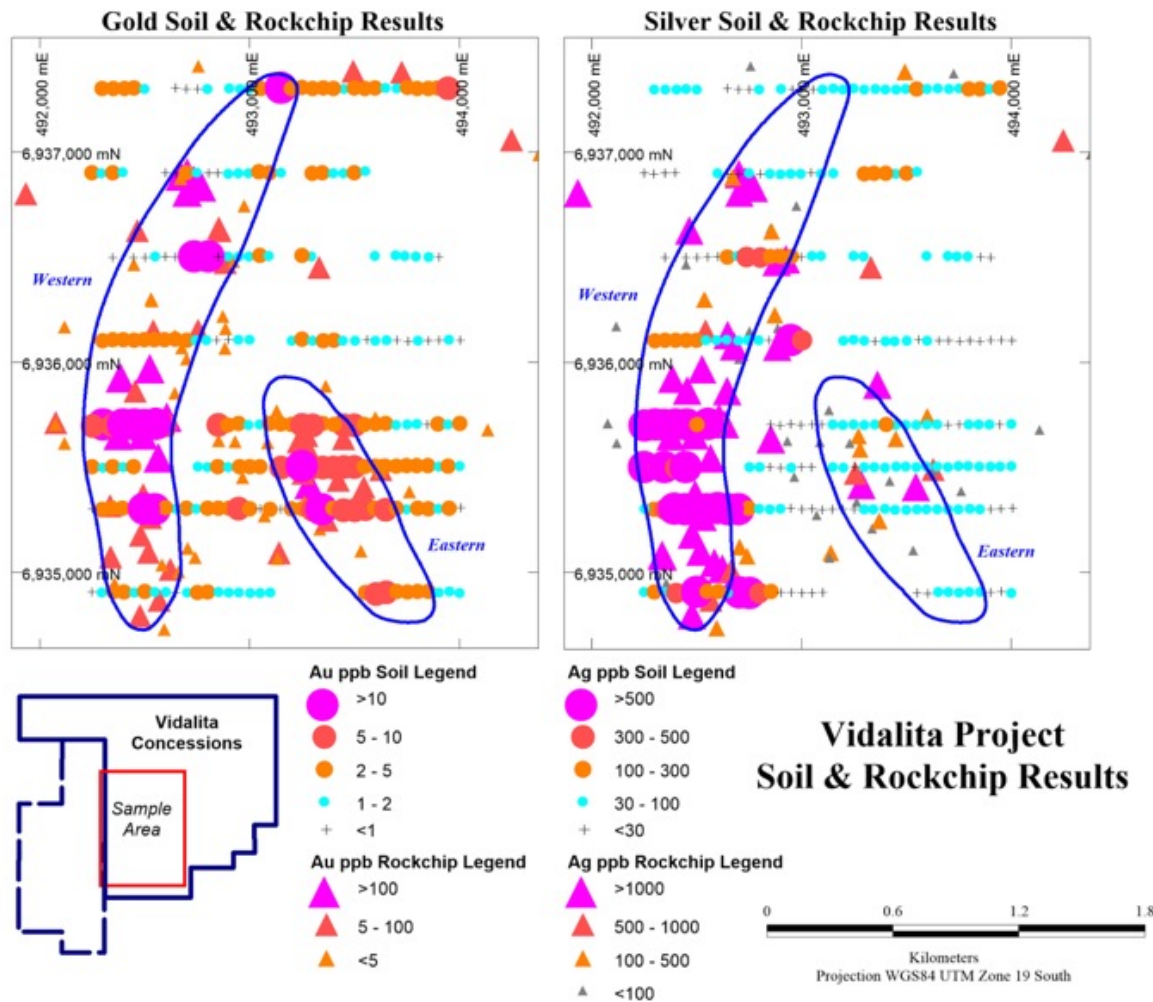 Gold Soil & Rockchip Results
Silver Soil & Rockchip Results
492,000 mE
493,000 mE
494,000 mE
492,000 mE
493,000 mE
494,000 mE
6,937,000 mN
6,937,000 mN
Western
Western
6,936,000 mN
6,936,000 mN
Eastern
Eastern
6,935,000 mN
6,935,000 mN
Vidalita
Concessions
Sample
Area
Au ppb Soil Legend
>10
5 - 10
2 - 5
1 - 2
<1
Au ppb Rockchip Legend
>100
5 - 100
<5
Ag ppb Soil Legend
>500
300 - 500
100 - 300
30 - 100
<30
Ag ppb Rockchip Legend
>1000
500 - 1000
100 - 500
<100
Vidalita Project
Soil & Rockchip Results
0 0.6 1.2 1.8
Kilometers
Projection WGS84 UTM Zone 19 South